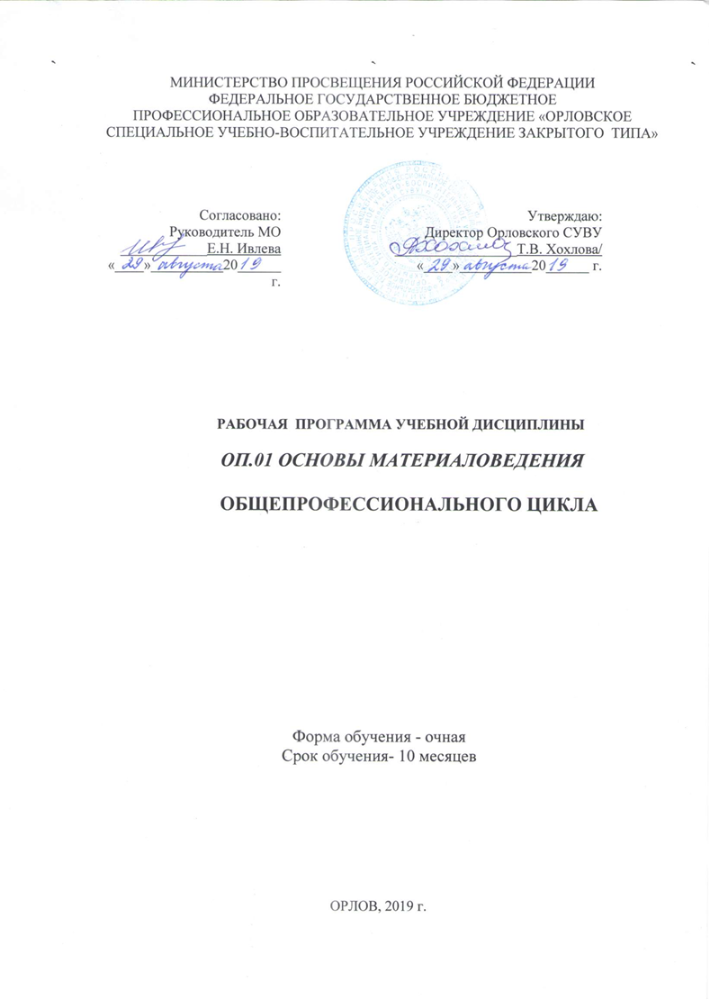 МИНИСТЕРСТВО ПРОСВЕЩЕНИЯ РОССИЙСКОЙ ФЕДЕРАЦИИ
ФЕДЕРАЛЬНОЕ ГОСУДАРСТВЕННОЕ БЮДЖЕТНОЕ
ПРОФЕССИОНАЛЬНОЕ ОБРАЗОВАТЕЛЬНОЕ УЧРЕЖДЕНИЕ «ОРЛОВСКОЕ
СПЕЦИАЛЬНОЕ УЧЕБНО-ВОСПИТАТЕЛЬНОЕ УЧРЕЖДЕНИЕ ЗАКРЫТОГО ТИПА»
Согласовано:
Руководитель МО
Е.Н. Ивлева
«29» августа 2019
г.
Утверждаю:
Директор Орловского СУВУ
Т.В. Хохлова/
«29» августа 2019 г.
РАБОЧАЯ ПРОГРАММА УЧЕБНОЙ ДИСЦИПЛИНЫ
ОП.01 ОСНОВЫ МАТЕРИАЛОВЕДЕНИЯ
ОБЩЕПРОФЕССИОНАЛЬНОГО ЦИКЛА
Форма обучения - очная
Срок обучения- 10 месяцев
ОРЛОВ, 2019 г.